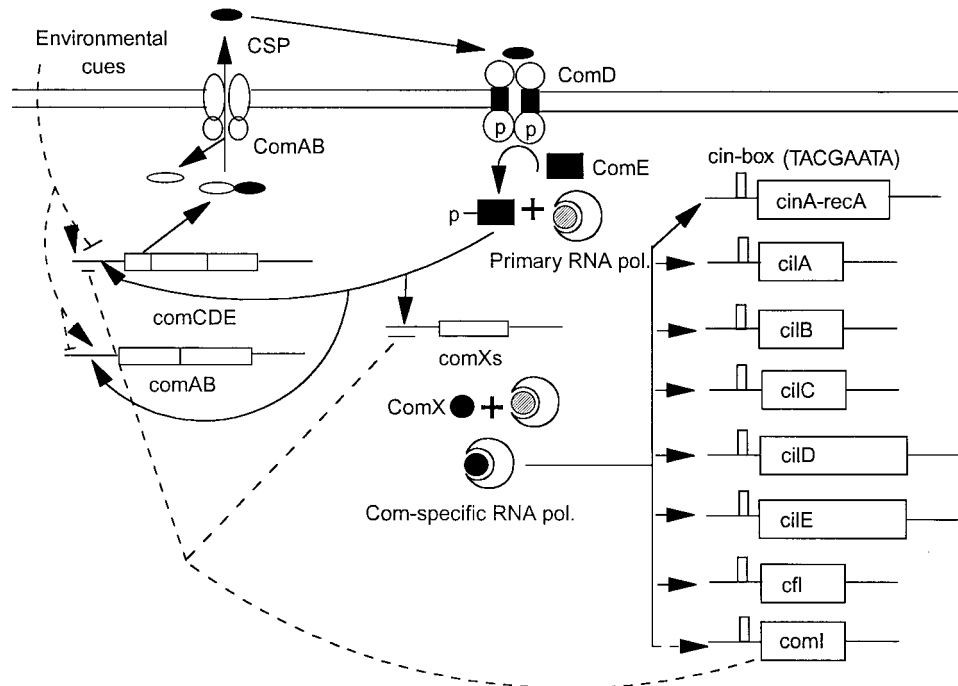 Environmental
cues
CSP
ComD
ComAB
p p
ComE
cin-box (TACGAATA)
cinA-recA
p
Primary RNA pol.
cilA
comCDE
cilB
comXs
comAB
cilC
ComX
cilD
Com-specific RNA pol.
cilE
cfl
comI